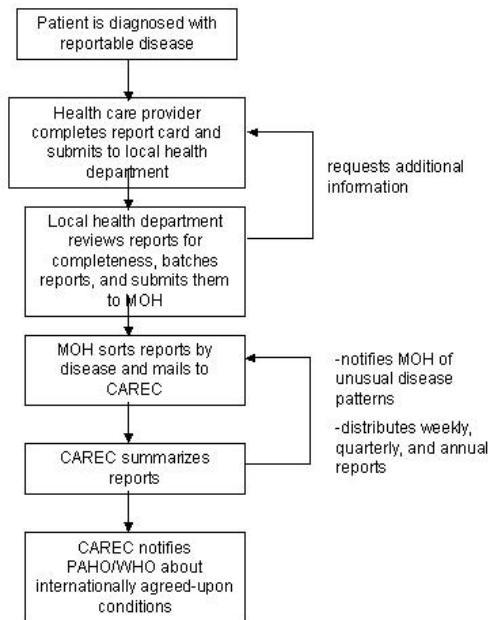 Patient is diagnosed with
reportable disease
Health care provider
completes report card and
submits to local health
department
requests additional
information
Local health department
reviews reports for
completeness, batches
reports, and submits them
to MOH
MOH sorts reports by
disease and mails to
CAREC
-notifies MOH of
unusual disease
patterns
-distributes weekly,
quarterly, and annual
reports
CAREC summarizes
reports
CAREC notifies
PAHO/WHO about
internationally agreed-upon
conditions